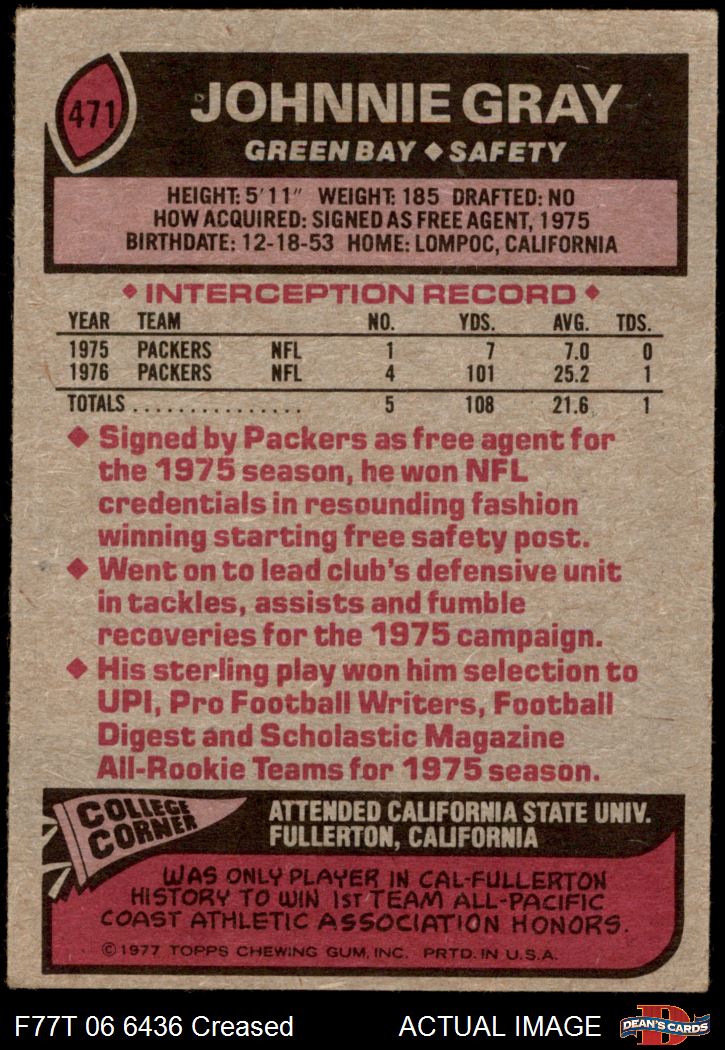 471
JOHNNIE GRAY
GREEN BAY ◆ SAFETY
HEIGHT: 5'11" WEIGHT: 185 DRAFTED: NO
HOW ACQUIRED: SIGNED AS FREE AGENT, 1975
BIRTHDATE: 12-18-53 HOME: LOMPOC, CALIFORNIA
◆ INTERCEPTION RECORD ◆
YEAR TEAM NO. YDS. AVG. TDS.
1975 PACKERS NFL 1 7 7.0 0
1976 PACKERS NFL 4 101 25.2 1
TOTALS ............... 5 108 21.6 1
◆ Signed by Packers as free agent for
the 1975 season, he won NFL
credentials in resounding fashion
winning starting free safety post.
◆ Went on to lead club's defensive unit
in tackles, assists and fumble
recoveries for the 1975 campaign.
◆ His sterling play won him selection to
UPI, Pro Football Writers, Football
Digest and Scholastic Magazine
All-Rookie Teams for 1975 season.
COLLEGE
CORNER
ATTENDED CALIFORNIA STATE UNIV.
FULLERTON, CALIFORNIA
WAS ONLY PLAYER IN CAL-FULLERTON
HISTORY TO WIN 1ST TEAM ALL-PACIFIC
COAST ATHLETIC ASSOCIATION HONORS.
©1977 TOPPS CHEWING GUM, INC. PRTD. IN U.S.A.
F77T 06 6436 Creased ACTUAL IMAGE
D
DEAN'S CARDS